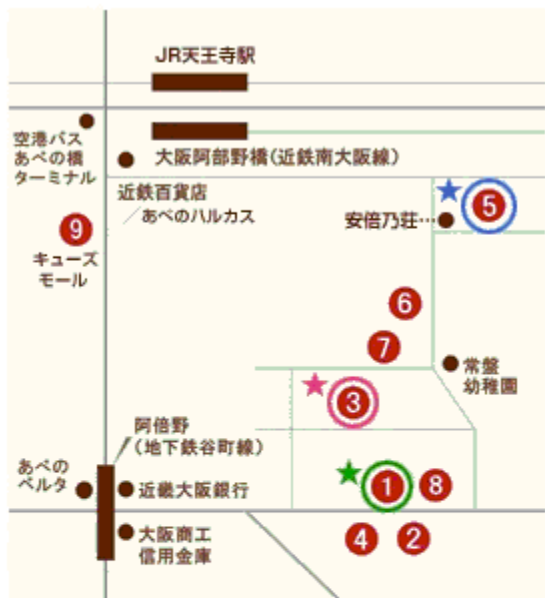 JR天王寺駅
空港バス
あべの橋
ターミナル
大阪阿部野橋(近鉄南大阪線)
近鉄百貨店
／あべのハルカス
5
安倍乃荘…
9
キューズ
モール
6
7
常盤
幼稚園
3
阿倍野
(地下鉄谷町線)
あべの
ベルタ
近畿大阪銀行
1
8
大阪商工
信用金庫
4
2